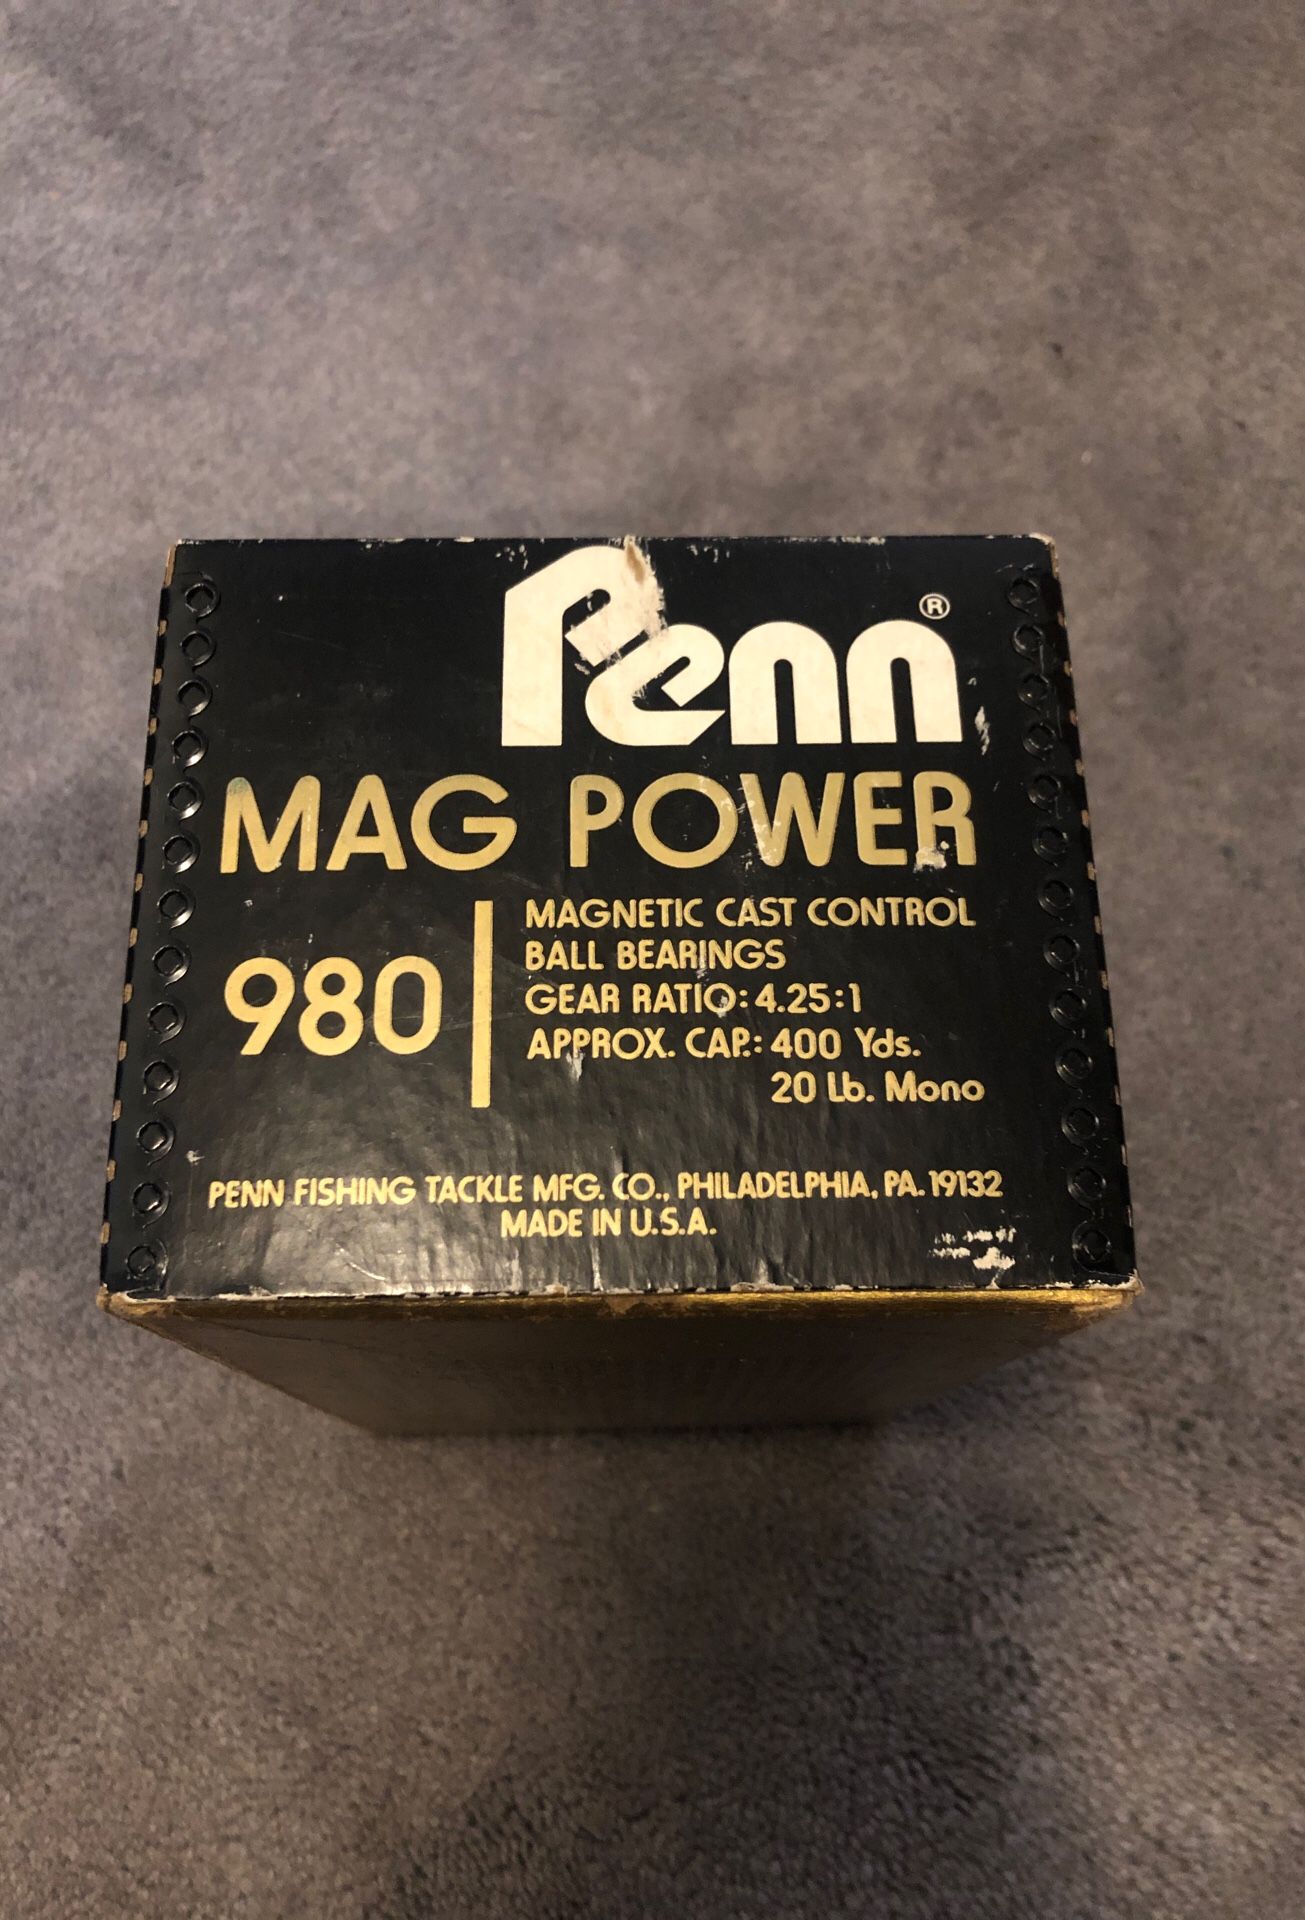 Penn®
MAG POWER
980
MAGNETIC CAST CONTROL
BALL BEARINGS
GEAR RATIO: 4.25:1
APPROX. CAP.: 400 Yds.
20 Lb. Mono
PENN FISHING TACKLE MFG. CO., PHILADELPHIA, PA. 19132
MADE IN U.S.A.